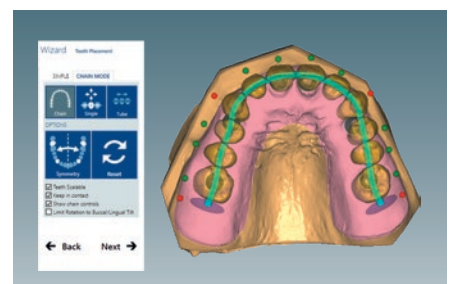 Wizard Teeth Placement
SIMPLE CHAIN MODE
Chain Single Tube
OPTIONS
Symmetry Reset
Teeth Scalable
Keep in contact
Show chain controls
Limit Rotation to Buccal/Lingual Tilt
Back Next